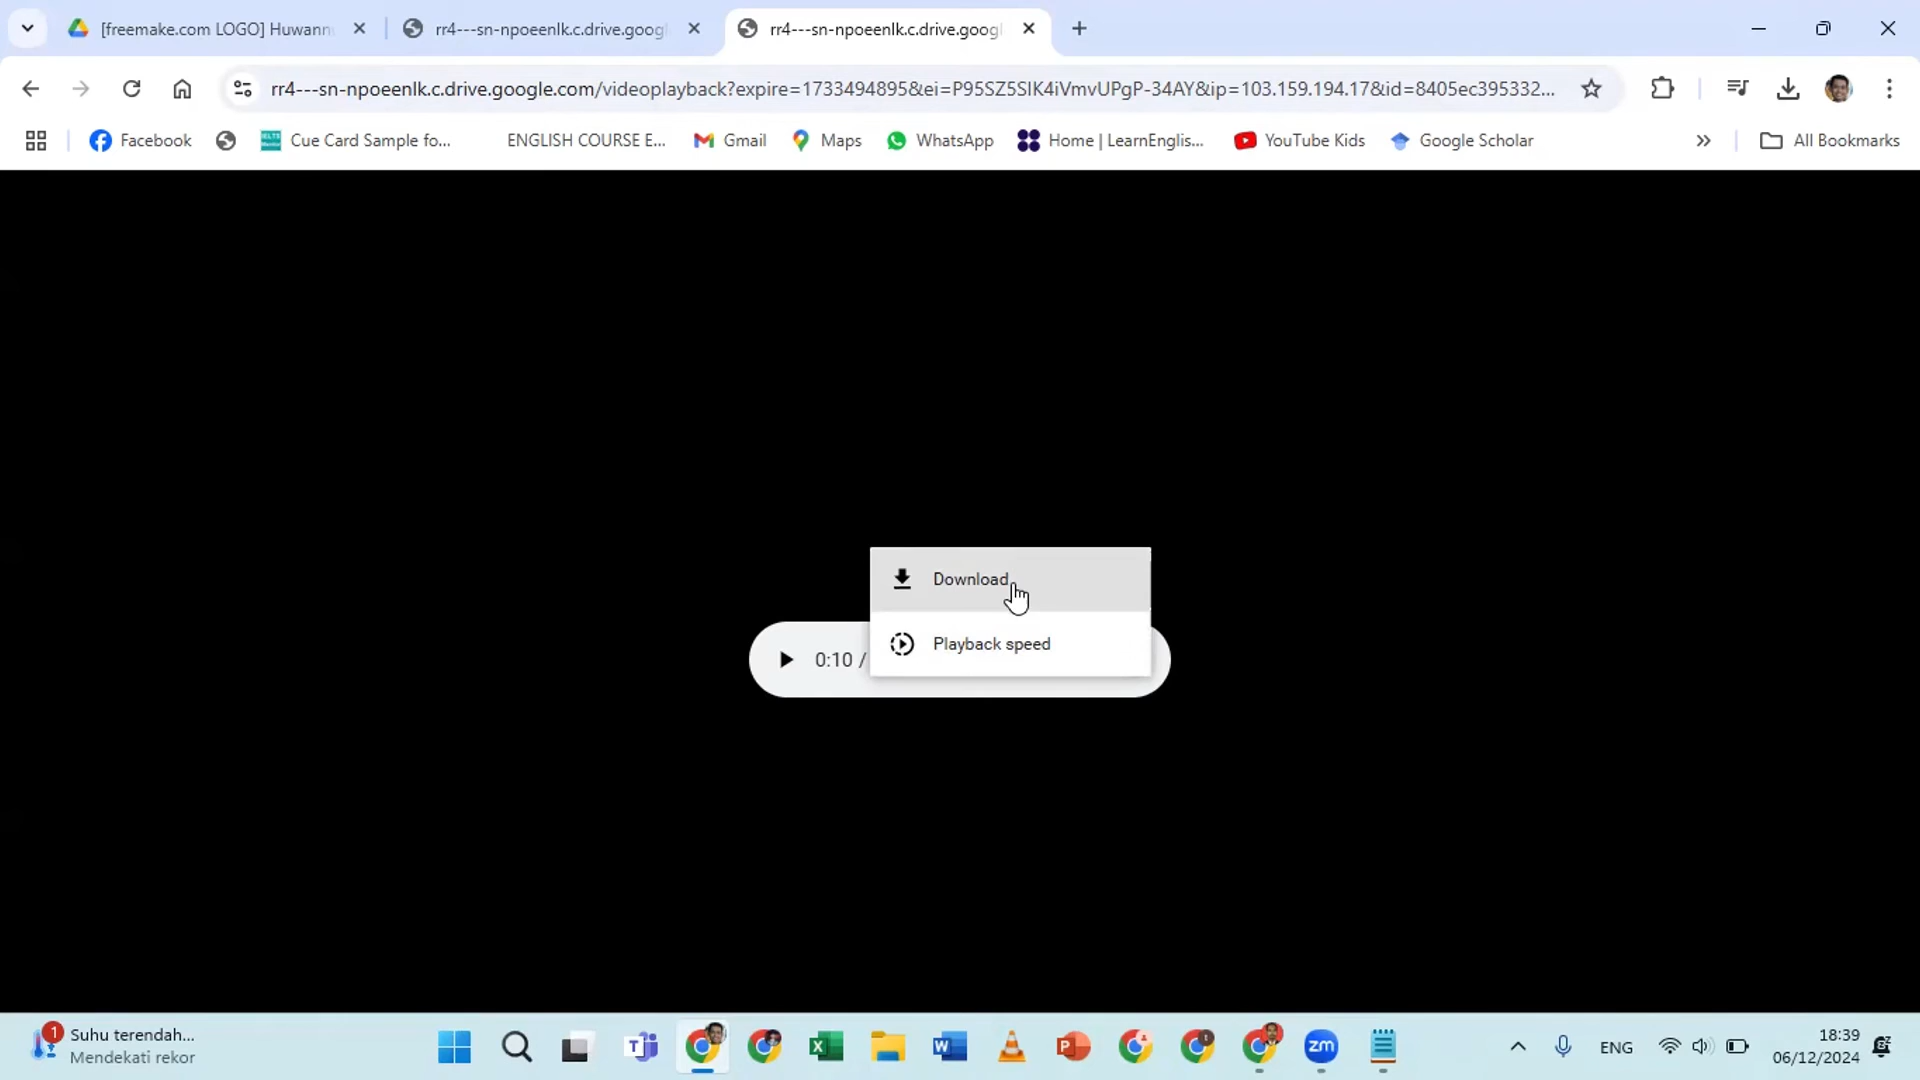 [freemake.com LOGO] Huwann
rr4---sn-npoeenlk.c.drive.googl
rr4---sn-npoeenlk.c.drive.googl
rr4---sn-npoeenlk.c.drive.google.com/videoplayback?expire=1733494895&ei=P95SZ5SIK4iVmvUPgP-34AY&ip=103.159.194.17&id=8405ec395332...
Facebook
Cue Card Sample fo...
ENGLISH COURSE E...
Gmail
Maps
WhatsApp
Home | LearnEnglis...
YouTube Kids
Google Scholar
All Bookmarks
Download
Playback speed
0:10 /
1
Suhu terendah...
Mendekati rekor
zm
ENG
18:39
06/12/2024